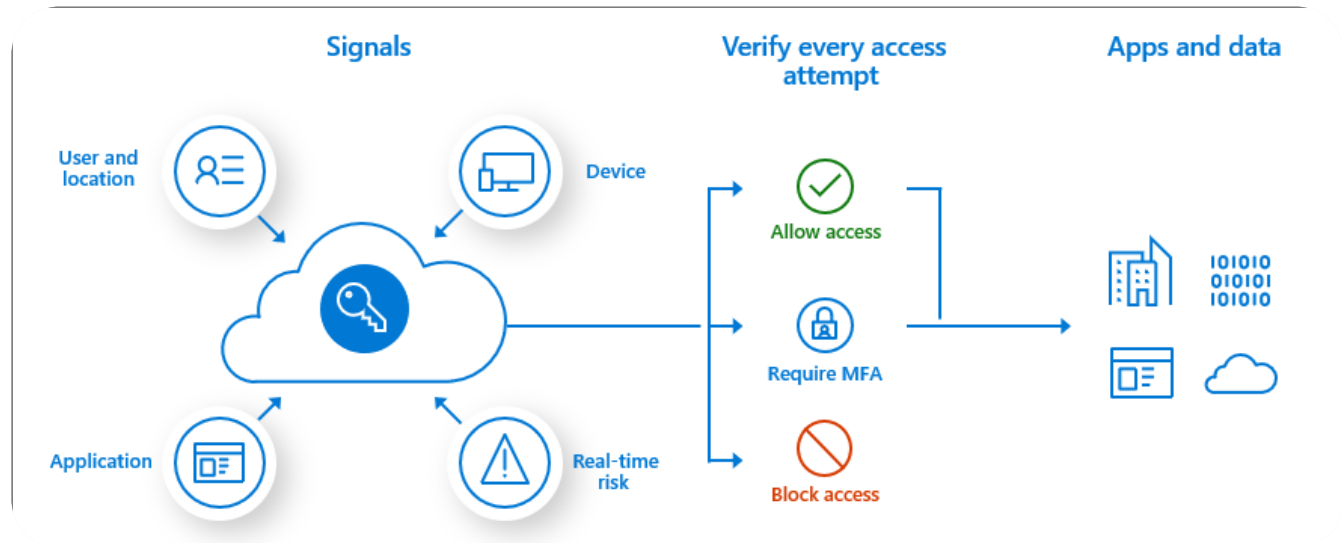 Signals
Verify every access
attempt
Apps and data
User and
location
Device
Allow access
101010
010101
101010
Require MFA
Application
Real-time
risk
Block access